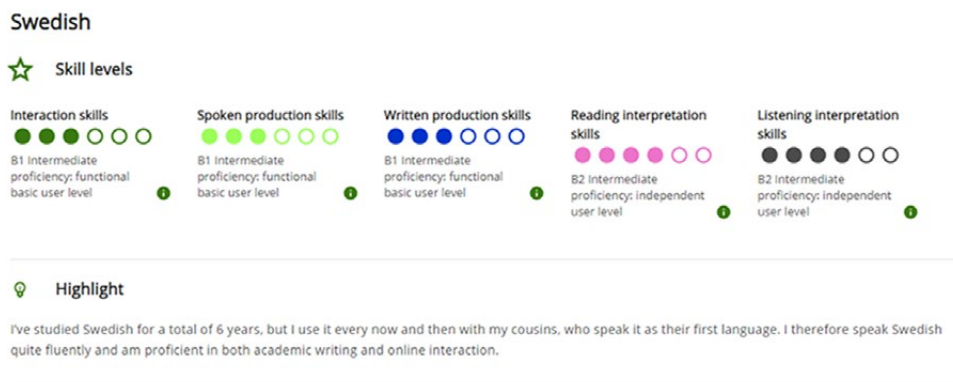 Swedish
Skill levels
Interaction skills
B1 Intermediate
proficiency: functional
basic user level
Spoken production skills
B1 Intermediate
proficiency: functional
basic user level
Written production skills
B1 Intermediate
proficiency: functional
basic user level
Reading interpretation
skills
B2 Intermediate
proficiency: independent
user level
Listening interpretation
skills
B2 Intermediate
proficiency: independent
user level
Highlight
I've studied Swedish for a total of 6 years, but I use it every now and then with my cousins, who speak it as their first language. I therefore speak Swedish
quite fluently and am proficient in both academic writing and online interaction.